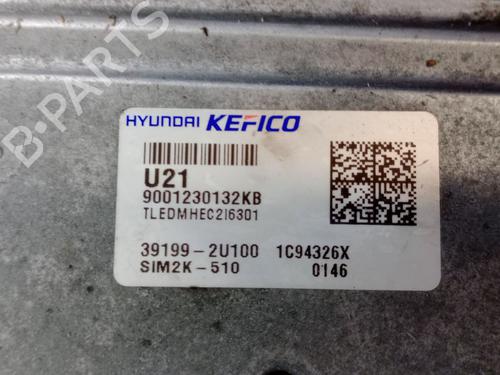 B-PARTS
HYUNDAI KEFICO
U21
9001230132KB
TLEDMHEC2I6301
39199-2U100 1C94326X
SIM2K-510 0146